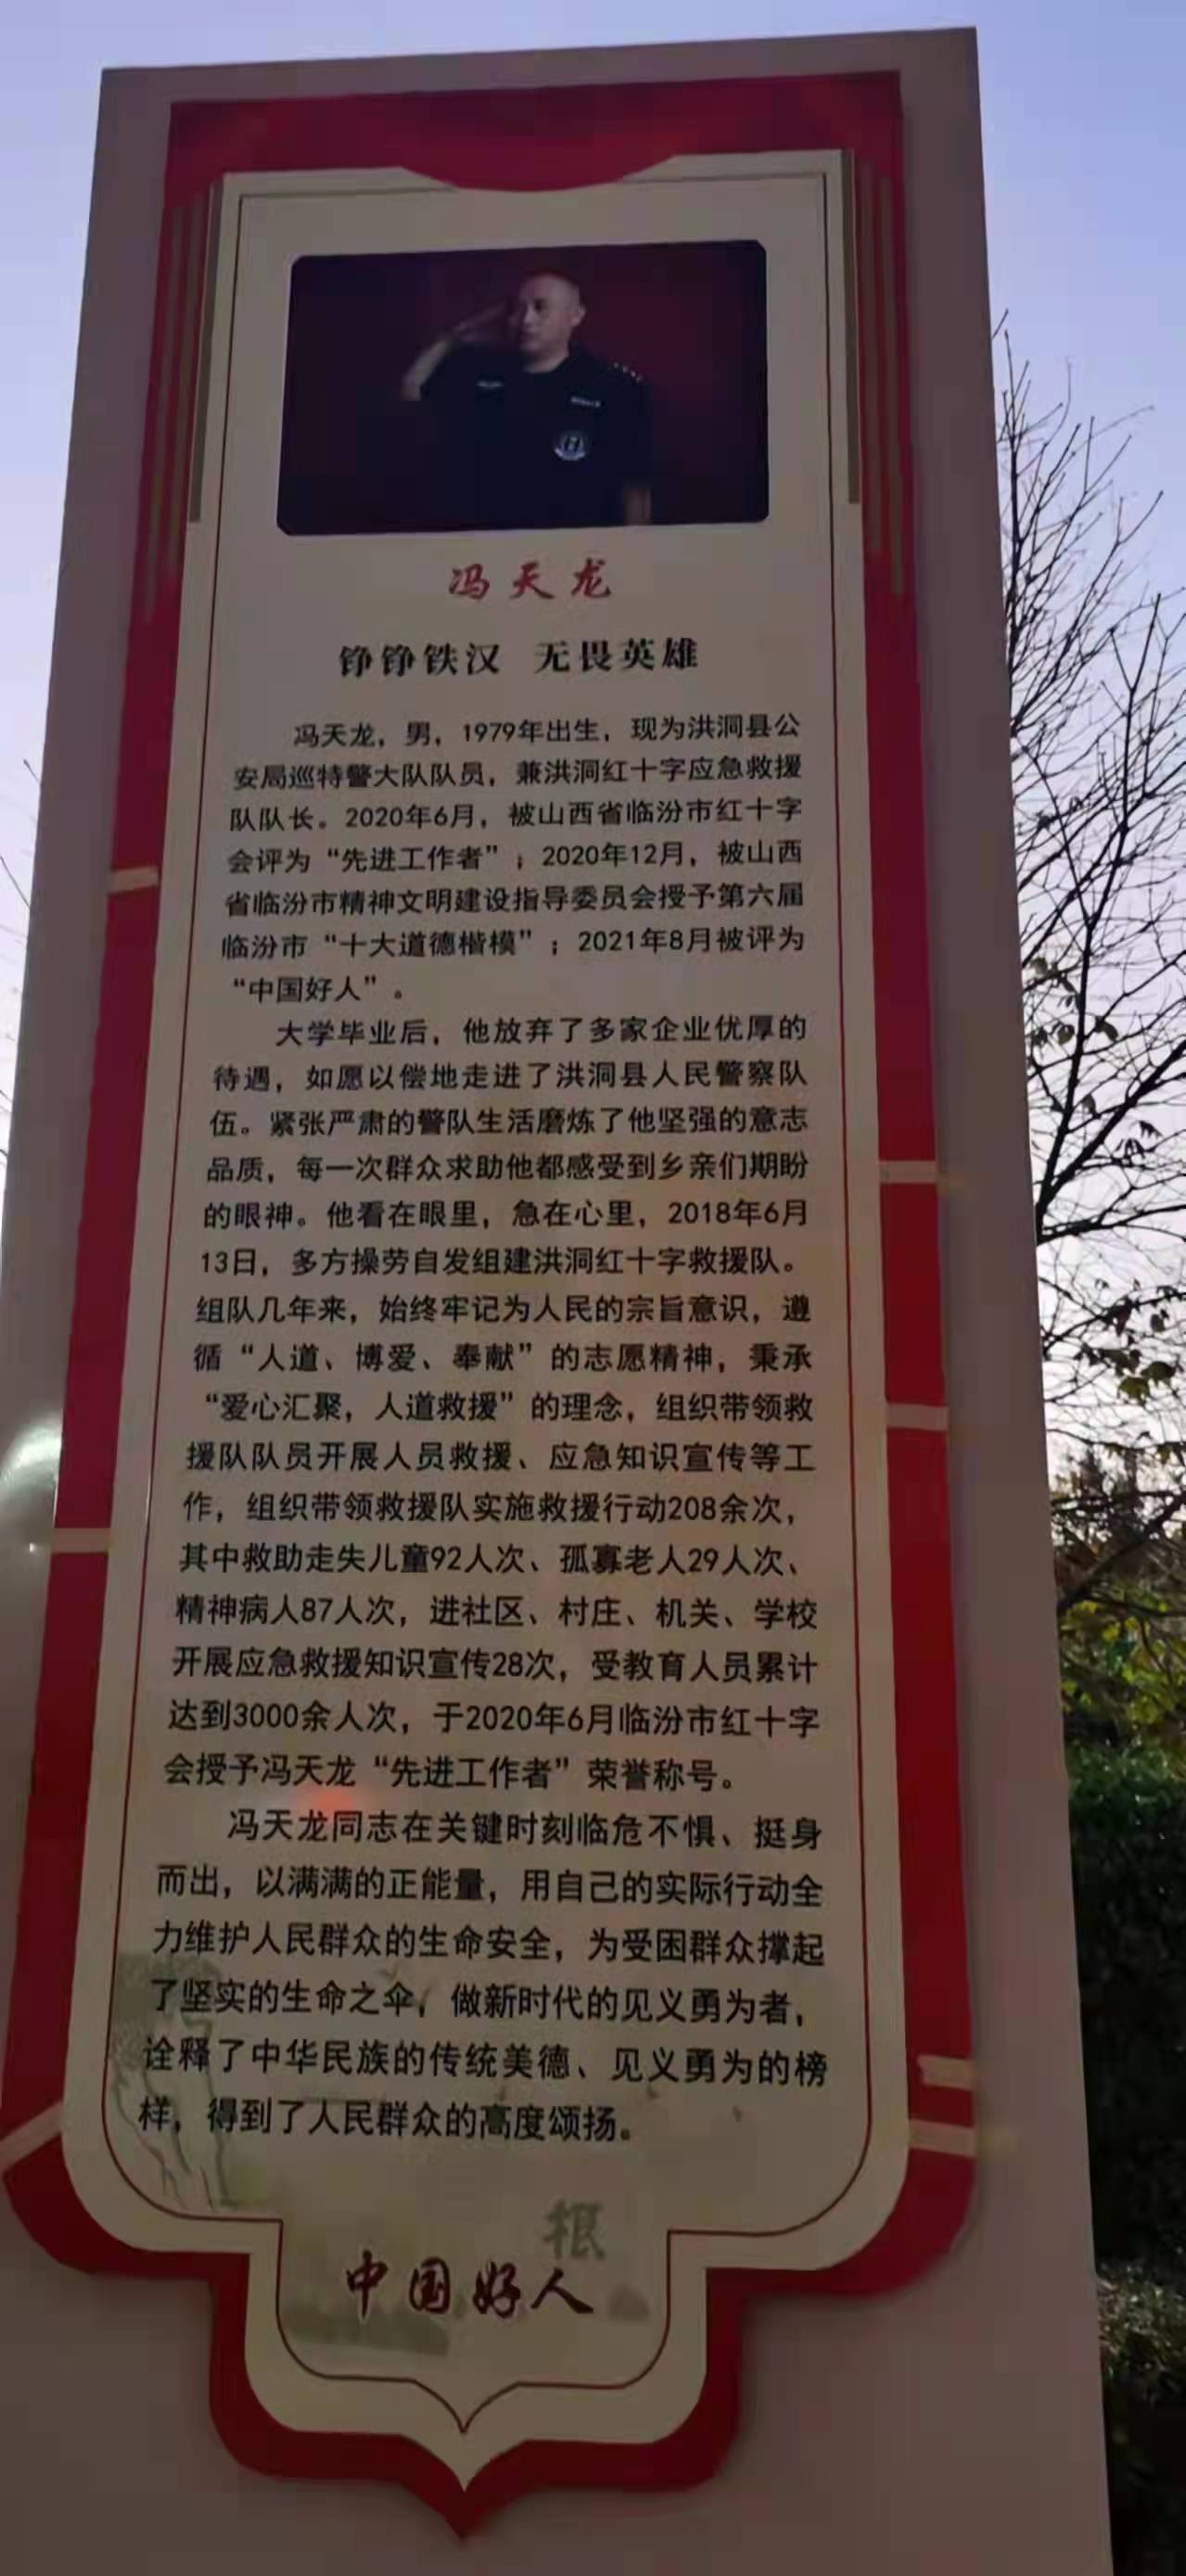 冯天龙
铮铮铁汉 无畏英雄
冯天龙，男，1979年出生，现为洪洞县公
安局巡特警大队队员，兼洪洞红十字应急救援
队队长。2020年6月，被山西省临汾市红十字
会评为“先进工作者”；2020年12月，被山西
省临汾市精神文明建设指导委员会授予第六届
临汾市“十大道德楷模”；2021年8月被评为
“中国好人”。
大学毕业后，他放弃了多家企业优厚的
待遇，如愿以偿地走进了洪洞县人民警察队
伍。紧张严肃的警队生活磨炼了他坚强的意志
品质，每一次群众求助他都感受到乡亲们期盼
的眼神。他看在眼里，急在心里，2018年6月
13日，多方操劳自发组建洪洞红十字救援队。
组队几年来，始终牢记为人民的宗旨意识，遵
循“人道、博爱、奉献”的志愿精神，秉承
“爱心汇聚，人道救援”的理念，组织带领救
援队队员开展人员救援、应急知识宣传等工
作，组织带领救援队实施救援行动208余次，
其中救助走失儿童92人次、孤寡老人29人次、
精神病人87人次，进社区、村庄、机关、学校
开展应急救援知识宣传28次，受教育人员累计
达到3000余人次，于2020年6月临汾市红十字
会授予冯天龙“先进工作者”荣誉称号。
冯天龙同志在关键时刻临危不惧、挺身
而出，以满满的正能量，用自己的实际行动全
力维护人民群众的生命安全，为受困群众撑起
了坚实的生命之伞，做新时代的见义勇为者，
诠释了中华民族的传统美德、见义勇为的榜
样，得到了人民群众的高度颂扬。
根
中国好人